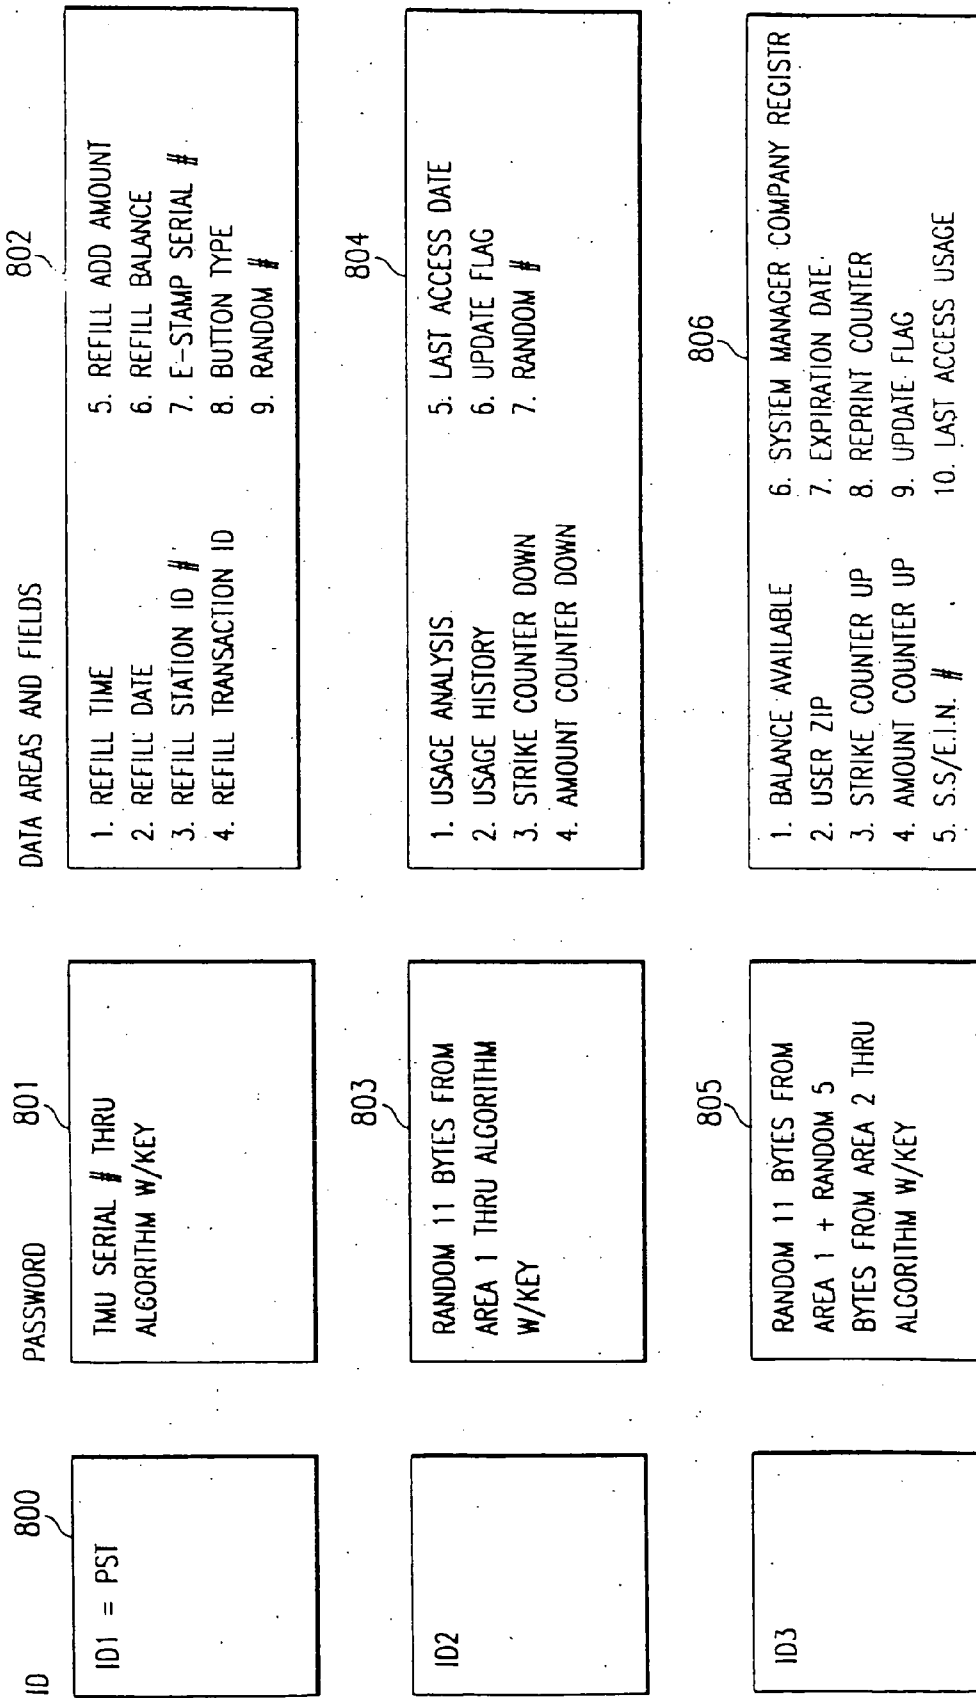 ID
PASSWORD
DATA AREAS AND FIELDS
800
801
802
ID1 = PST
TMU SERIAL # THRU
ALGORITHM W/KEY
1. REFILL TIME
2. REFILL DATE
3. REFILL STATION ID #
4. REFILL TRANSACTION ID
5. REFILL ADD AMOUNT
6. REFILL BALANCE
7. E-STAMP SERIAL #
8. BUTTON TYPE
9. RANDOM #
803
804
ID2
RANDOM 11 BYTES FROM
AREA 1 THRU ALGORITHM
W/KEY
1. USAGE ANALYSIS
2. USAGE HISTORY
3. STRIKE COUNTER DOWN
4. AMOUNT COUNTER DOWN
5. LAST ACCESS DATE
6. UPDATE FLAG
7. RANDOM #
805
806
ID3
RANDOM 11 BYTES FROM
AREA 1 + RANDOM 5
BYTES FROM AREA 2 THRU
ALGORITHM W/KEY
1. BALANCE AVAILABLE
2. USER ZIP
3. STRIKE COUNTER UP
4. AMOUNT COUNTER UP
5. S.S/E.I.N. #
6. SYSTEM MANAGER COMPANY REGISTR
7. EXPIRATION DATE
8. REPRINT COUNTER
9. UPDATE FLAG
10. LAST ACCESS USAGE